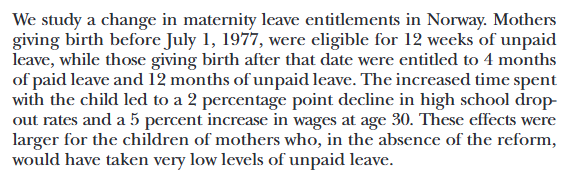 We study a change in maternity leave entitlements in Norway. Mothers
giving birth before July 1, 1977, were eligible for 12 weeks of unpaid
leave, while those giving birth after that date were entitled to 4 months
of paid leave and 12 months of unpaid leave. The increased time spent
with the child led to a 2 percentage point decline in high school drop-
out rates and a 5 percent increase in wages at age 30. These effects were
larger for the children of mothers who, in the absence of the reform,
would have taken very low levels of unpaid leave.